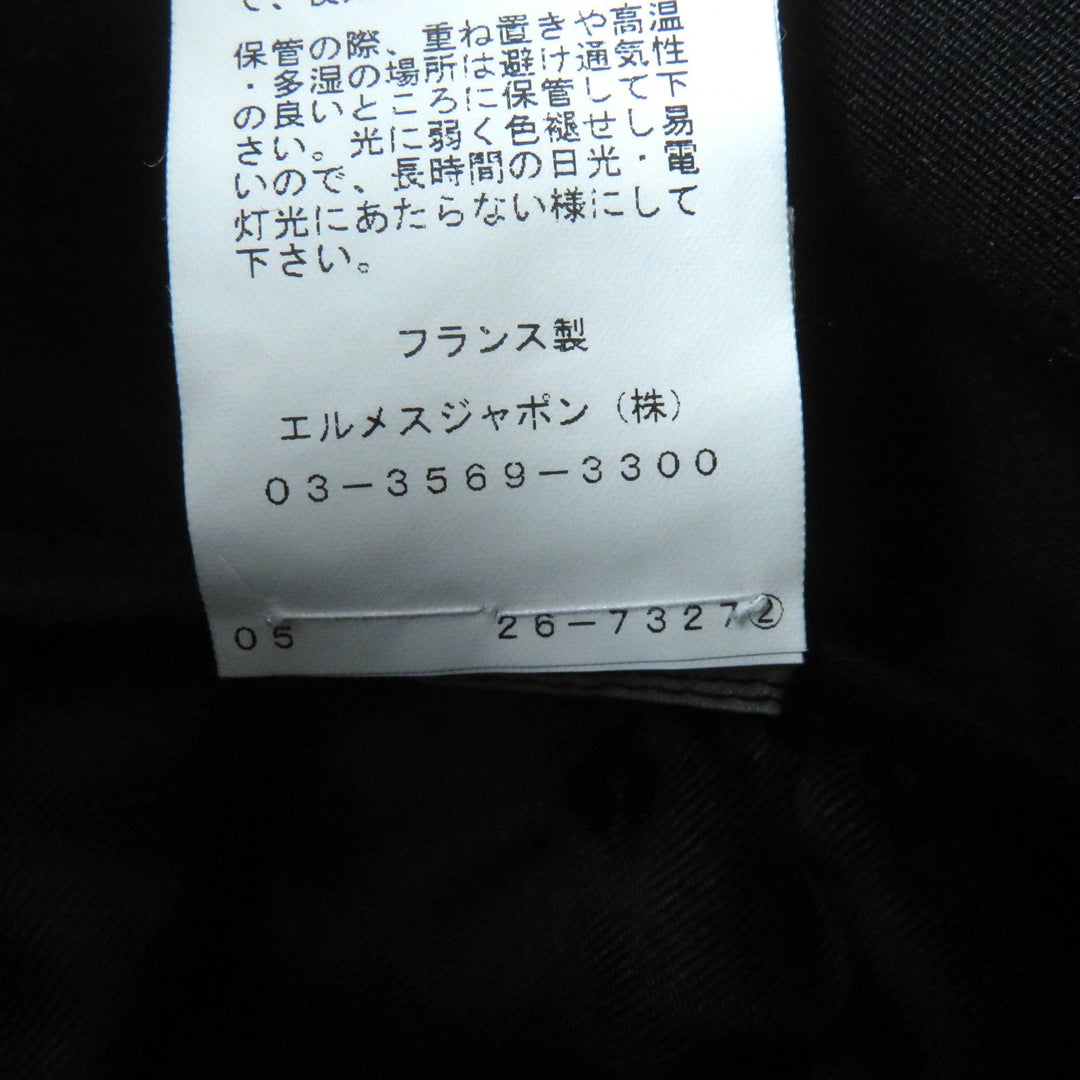 保管の際、重ね置きや高温
・多湿の場所は避け通気性
の良いところに保管して下
さい。光に弱く色褪せし易
いので、長時間の日光・電
灯光にあたらない様にして
下さい。
フランス製
エルメスジャポン（株）
03-3569-3300
05 26-7327②